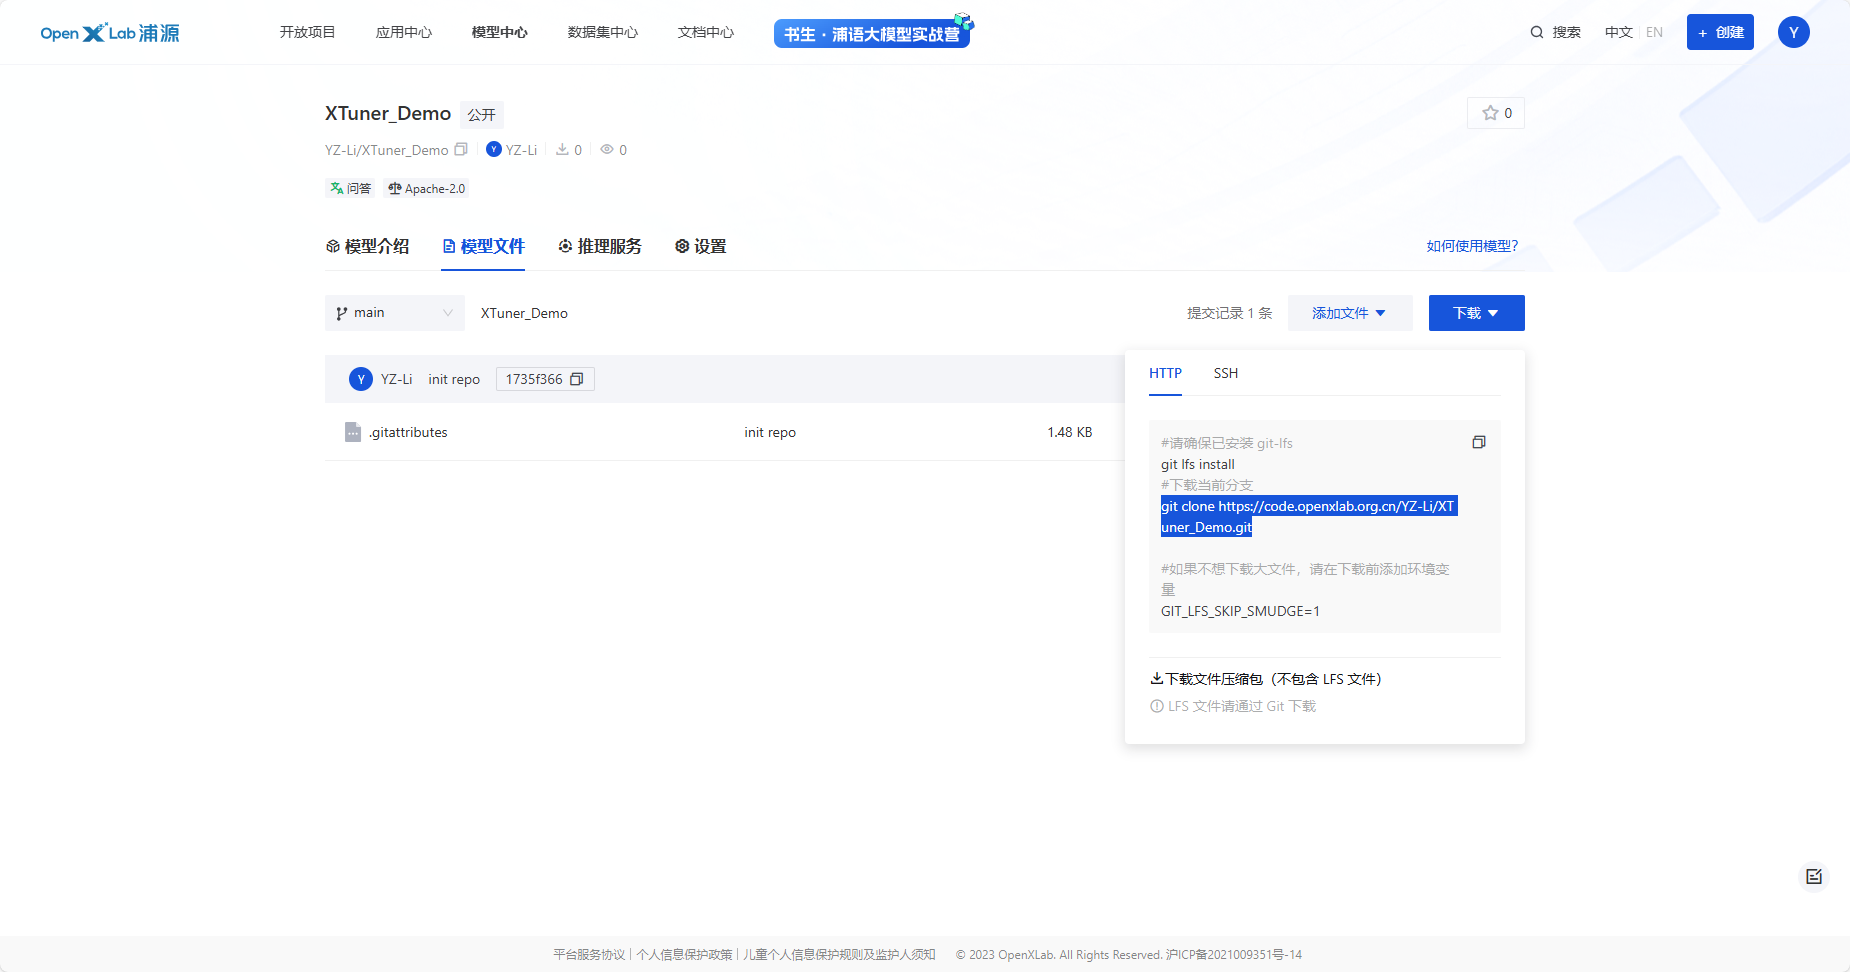 OpenXLab浦源
开放项目 应用中心 模型中心 数据集中心 文档中心 书生·浦语大模型实战营
搜索 中文 | EN + 创建 Y
XTuner_Demo 公开
0
YZ-Li/XTuner_Demo Y YZ-Li 0 0
问答 Apache-2.0
模型介绍 模型文件 推理服务 设置 如何使用模型?
main XTuner_Demo 提交记录 1 条 添加文件 下载
Y YZ-Li init repo 1735f366
.gitattributes init repo 1.48 KB
HTTP SSH
#请确保已安装 git-lfs
git lfs install
#下载当前分支
git clone https://code.openxlab.org.cn/YZ-Li/XT
uner_Demo.git
#如果不想下载大文件，请在下载前添加环境变
量
GIT_LFS_SKIP_SMUDGE=1
下载文件压缩包（不包含 LFS 文件）
LFS 文件请通过 Git 下载
平台服务协议 | 个人信息保护政策 | 儿童个人信息保护规则及监护人须知 © 2023 OpenXLab. All Rights Reserved. 沪ICP备2021009351号-14